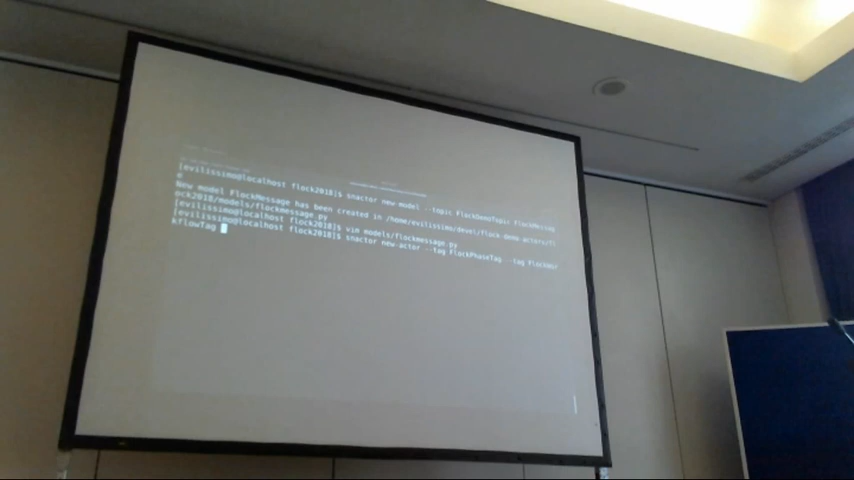 [evilissimo@localhost flock2018]$ snactor new-model --topic FlockDemoTopic FlockMessag
e
New model FlockMessage has been created in /home/evilissimo/devel/flock-demo-actors/fl
ock2018/models/flockmessage.py
[evilissimo@localhost flock2018]$ vim models/flockmessage.py
[evilissimo@localhost flock2018]$ snactor new-actor --tag FlockPhaseTag --tag
kflowTag